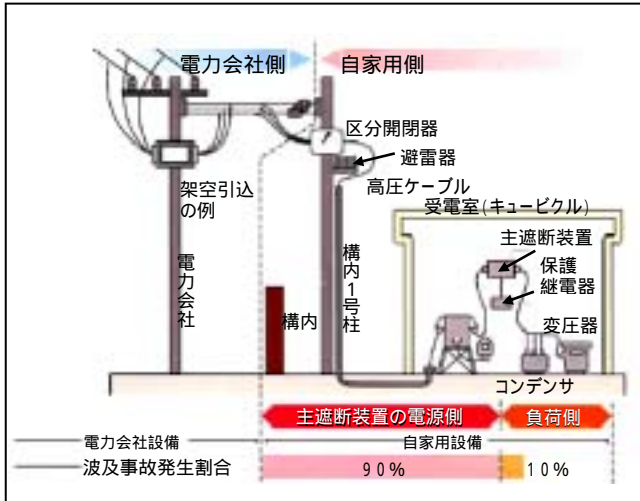 電力会社側
自家用側
区分開閉器
避雷器
高圧ケーブル
架空引込
の例
受電室(キュービクル)
主遮断装置
保護
継電器
変圧器
電力会社
構内1号柱
構内
コンデンサ
主遮断装置の電源側
負荷側
電力会社設備
自家用設備
波及事故発生割合
90%
10%